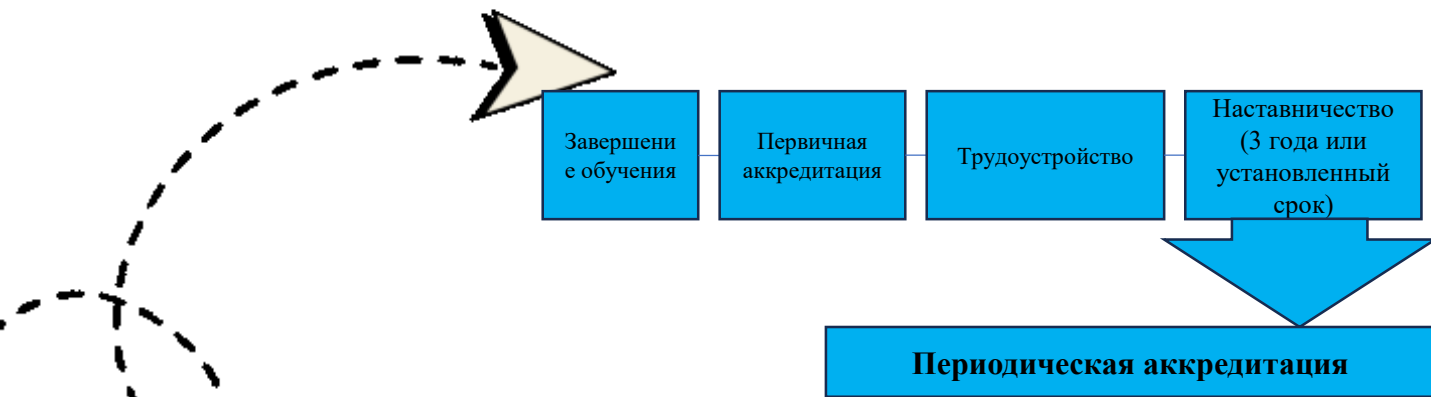 Завершени
е обучения
Первичная
аккредитация
Трудоустройство
Наставничество
(3 года или
установленный
срок)
Периодическая аккредитация